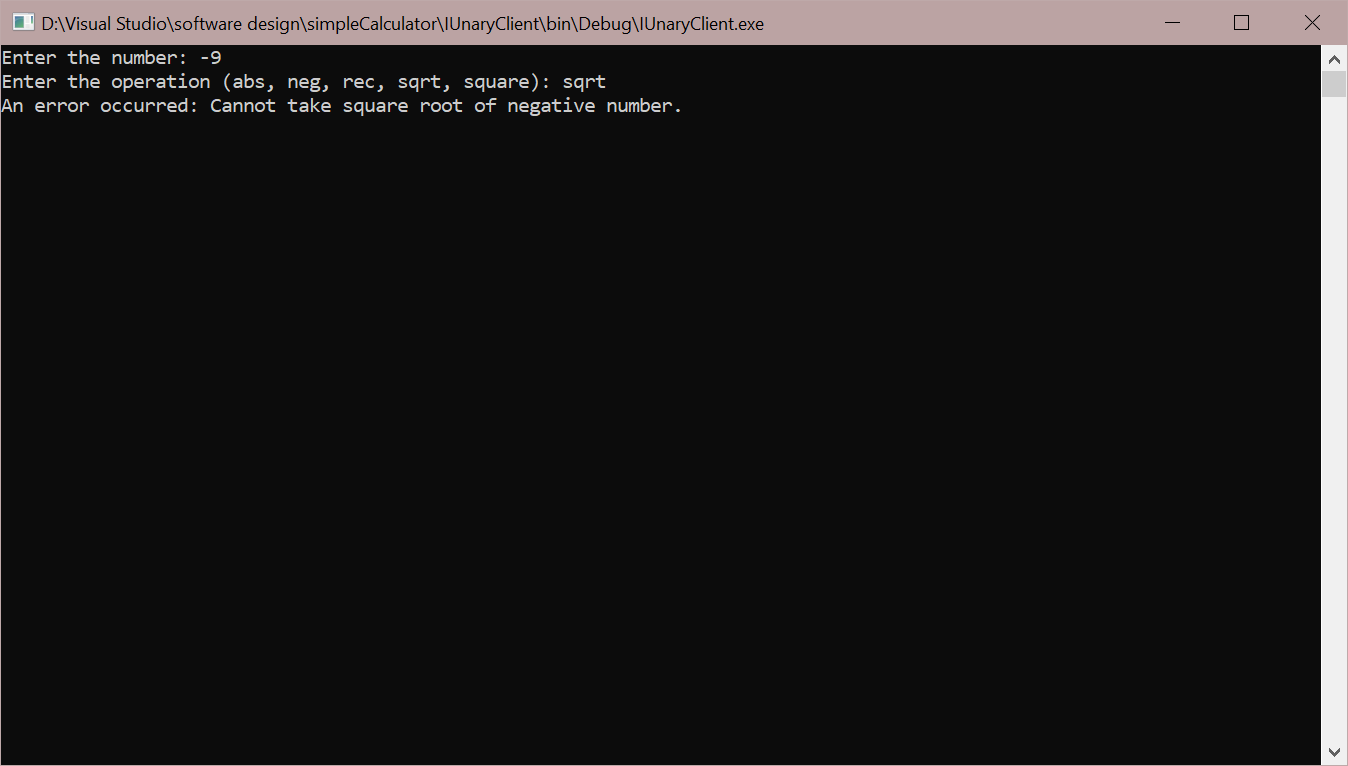 D:\Visual Studio\software design\simpleCalculator\IUnaryClient\bin\Debug\IUnaryClient.exe
Enter the number: -9
Enter the operation (abs, neg, rec, sqrt, square): sqrt
An error occurred: Cannot take square root of negative number.